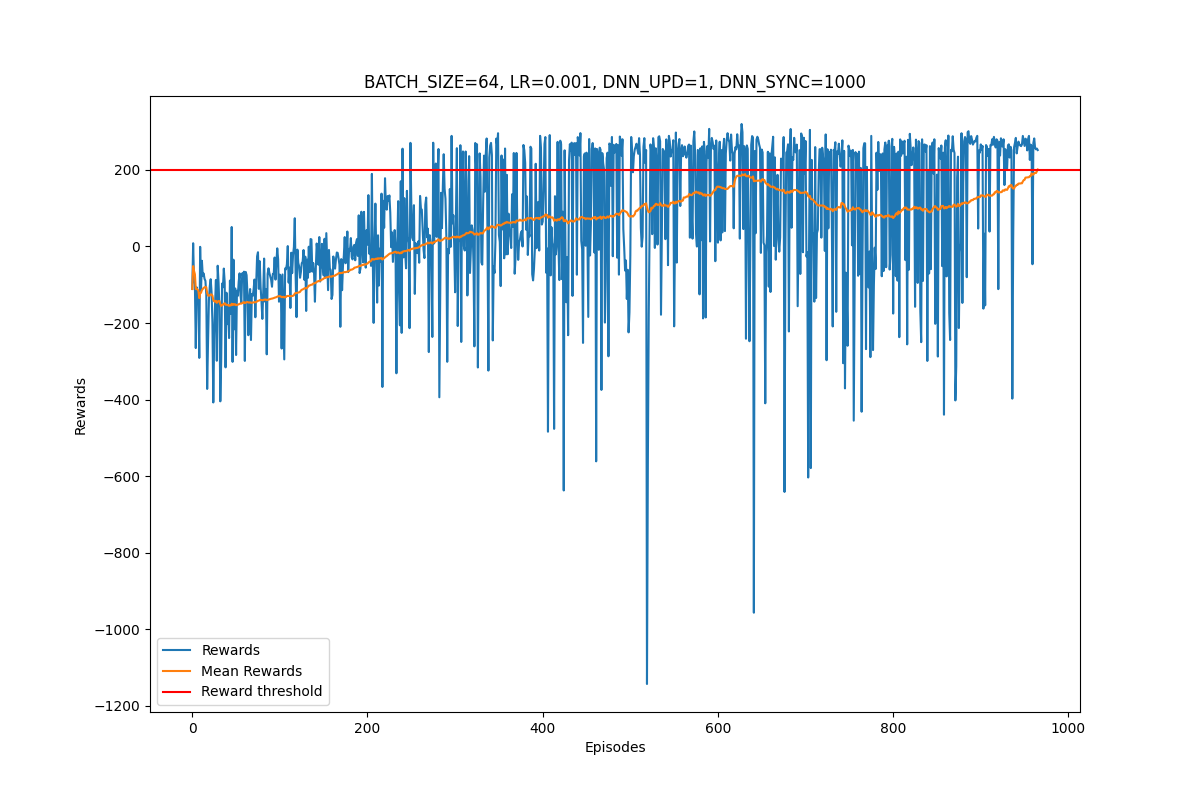 BATCH_SIZE=64, LR=0.001, DNN_UPD=1, DNN_SYNC=1000
200
0
−200
−400
−600
−800
−1000
−1200
Rewards
Rewards
Mean Rewards
Reward threshold
0
200
400
600
800
1000
Episodes